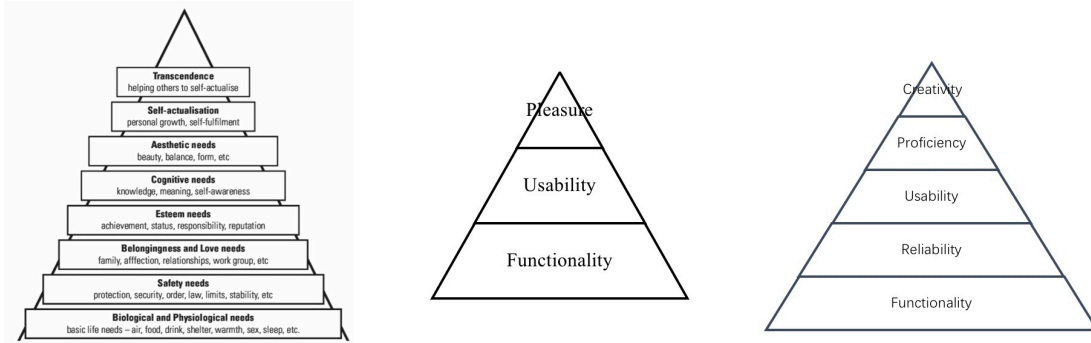 Transcendence
helping others to self-actualise
Self-actualisation
personal growth, self-fulfilment
Aesthetic needs
beauty, balance, form, etc
Cognitive needs
knowledge, meaning, self-awareness
Esteem needs
achievement, status, responsibility, reputation
Belongingness and Love needs
family, afffection, relationships, work group, etc
Safety needs
protection, security, order, law, limits, stability, etc
Biological and Physiological needs
basic life needs – air, food, drink, shelter, warmth, sex, sleep, etc.
Pleasure
Usability
Functionality
Creativity
Proficiency
Usability
Reliability
Functionality